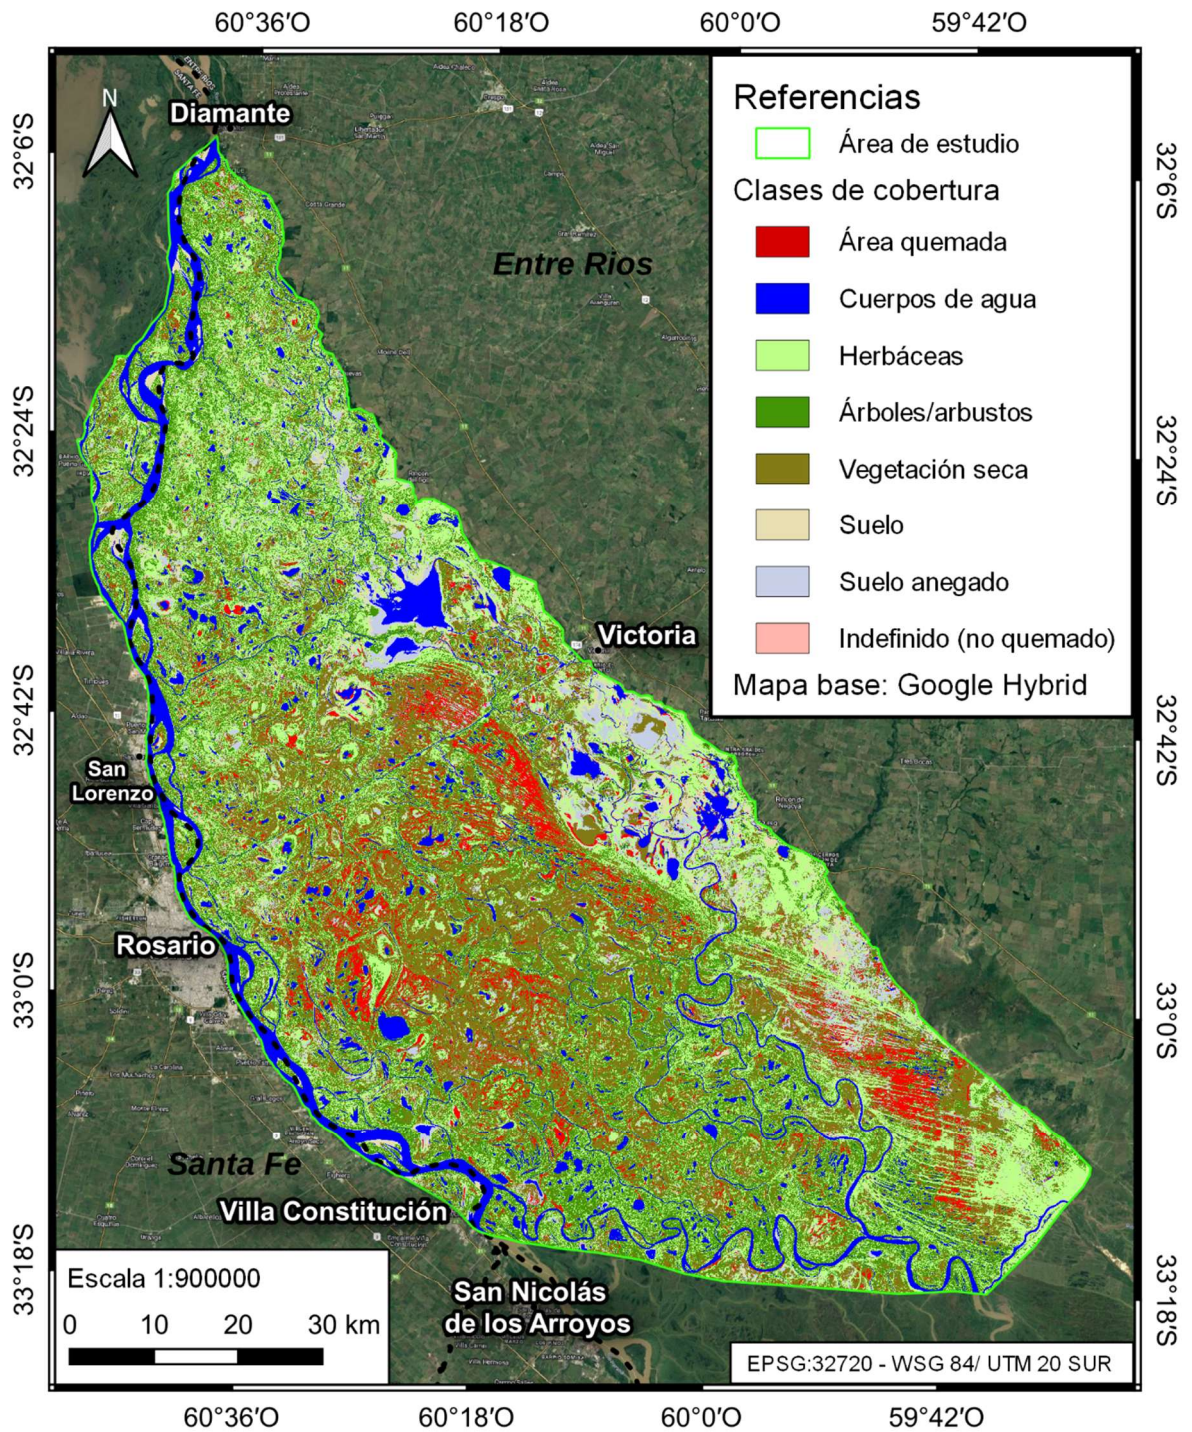 60°36'O
60°18'O
60°0'O
59°42'O
32°6'S
32°24'S
32°42'S
33°0'S
33°18'S
N
Diamante
Entre Rios
Victoria
San
Lorenzo
Rosario
Santa Fe
Villa Constitución
San Nicolás
de los Arroyos
Referencias
Área de estudio
Clases de cobertura
Área quemada
Cuerpos de agua
Herbáceas
Árboles/arbustos
Vegetación seca
Suelo
Suelo anegado
Indefinido (no quemado)
Mapa base: Google Hybrid
32°6'S
32°24'S
32°42'S
33°0'S
33°18'S
Escala 1:900000
0 10 20 30 km
EPSG:32720 - WSG 84/ UTM 20 SUR
60°36'O
60°18'O
60°0'O
59°42'O